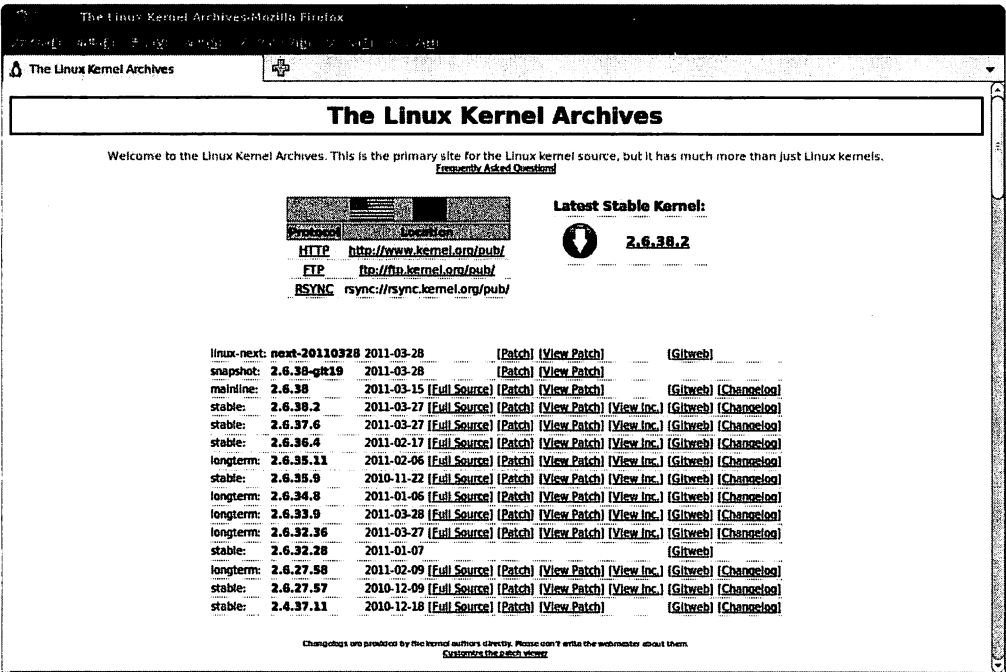 The Linux Kernel Archives-Mozilla Firefox
The Linux Kernel Archives
The Linux Kernel Archives
Welcome to the Linux Kernel Archives. This is the primary site for the Linux kernel source, but it has much more than just Linux kernels.
Frequently Asked Questions
Protocol Location
HTTP http://www.kernel.org/pub/
FTP ftp://ftp.kernel.org/pub/
RSYNC rsync://rsync.kernel.org/pub/
Latest Stable Kernel:
2.6.38.2
linux-next: next-20110328 2011-03-28 [Patch] [View Patch] [Gitweb]
snapshot: 2.6.38-git19 2011-03-28 [Patch] [View Patch]
mainline: 2.6.38 2011-03-15 [Full Source] [Patch] [View Patch] [Gitweb] [Changelog]
stable: 2.6.38.2 2011-03-27 [Full Source] [Patch] [View Patch] [View Inc.] [Gitweb] [Changelog]
stable: 2.6.37.6 2011-03-27 [Full Source] [Patch] [View Patch] [View Inc.] [Gitweb] [Changelog]
stable: 2.6.36.4 2011-02-17 [Full Source] [Patch] [View Patch] [View Inc.] [Gitweb] [Changelog]
longterm: 2.6.35.11 2011-02-06 [Full Source] [Patch] [View Patch] [View Inc.] [Gitweb] [Changelog]
stable: 2.6.35.9 2010-11-22 [Full Source] [Patch] [View Patch] [View Inc.] [Gitweb] [Changelog]
longterm: 2.6.34.8 2011-01-06 [Full Source] [Patch] [View Patch] [View Inc.] [Gitweb] [Changelog]
longterm: 2.6.33.9 2011-03-28 [Full Source] [Patch] [View Patch] [View Inc.] [Gitweb] [Changelog]
longterm: 2.6.32.36 2011-03-27 [Full Source] [Patch] [View Patch] [View Inc.] [Gitweb] [Changelog]
stable: 2.6.32.28 2011-01-07 [Gitweb]
longterm: 2.6.27.58 2011-02-09 [Full Source] [Patch] [View Patch] [View Inc.] [Gitweb] [Changelog]
stable: 2.6.27.57 2010-12-09 [Full Source] [Patch] [View Patch] [View Inc.] [Gitweb] [Changelog]
stable: 2.4.37.11 2010-12-18 [Full Source] [Patch] [View Patch] [Gitweb] [Changelog]
Changelogs are provided by the kernel authors directly. Please don't write the webmaster about them.
Customize the patch viewer